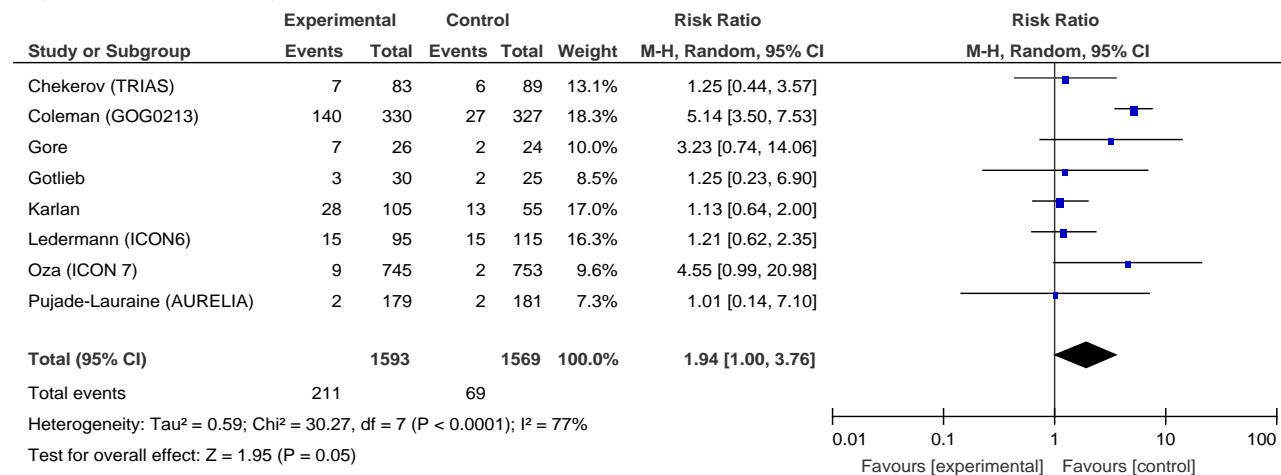 Experimental Control Risk Ratio Risk Ratio
Study or Subgroup Events Total Events Total Weight M-H, Random, 95% CI M-H, Random, 95% CI
Chekerov (TRIAS) 7 83 6 89 13.1% 1.25 [0.44, 3.57]
Coleman (GOG0213) 140 330 27 327 18.3% 5.14 [3.50, 7.53]
Gore 7 26 2 24 10.0% 3.23 [0.74, 14.06]
Gotlieb 3 30 2 25 8.5% 1.25 [0.23, 6.90]
Karlan 28 105 13 55 17.0% 1.13 [0.64, 2.00]
Ledermann (ICON6) 15 95 15 115 16.3% 1.21 [0.62, 2.35]
Oza (ICON 7) 9 745 2 753 9.6% 4.55 [0.99, 20.98]
Pujade-Lauraine (AURELIA) 2 179 2 181 7.3% 1.01 [0.14, 7.10]
Total (95% CI) 1593 1569 100.0% 1.94 [1.00, 3.76]
Total events 211 69
Heterogeneity: Tau² = 0.59; Chi² = 30.27, df = 7 (P < 0.0001); I² = 77%
Test for overall effect: Z = 1.95 (P = 0.05)
0.01 0.1 1 10 100
Favours [experimental] Favours [control]